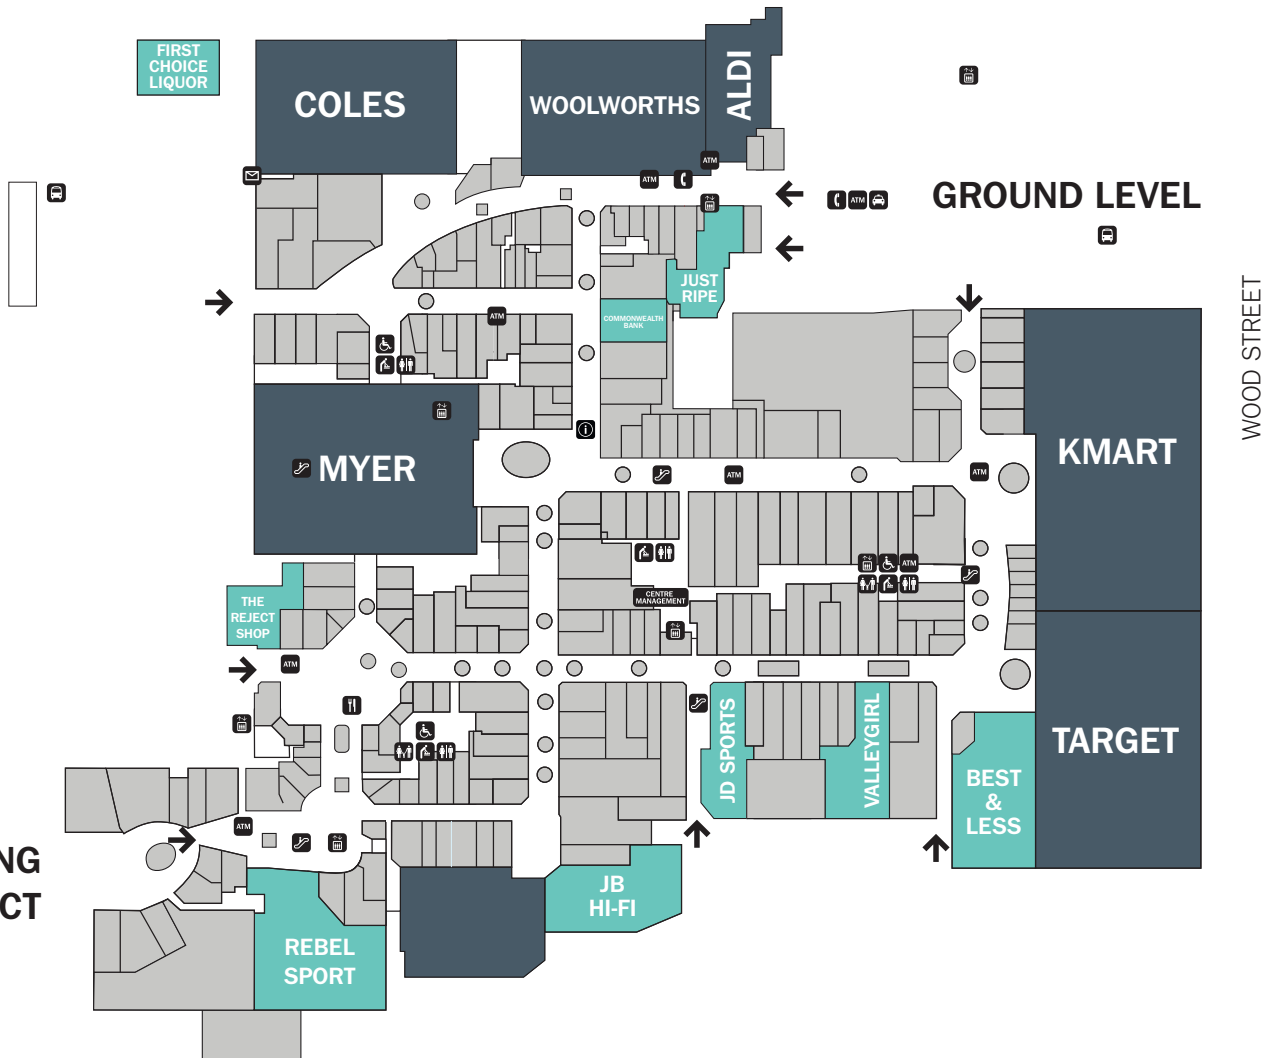 FIRST
CHOICE
LIQUOR
COLES
WOOLWORTHS
ALDI
ATM
ATM
ATM
GROUND LEVEL
JUST
RIPE
COMMONWEALTH
BANK
ATM
WOOD STREET
MYER
i
KMART
ATM
ATM
ATM
CENTRE
MANAGEMENT
THE
REJECT
SHOP
ATM
JD SPORTS
VALLEYGIRL
TARGET
BEST
&
LESS
ATM
NG
CT
JB
HI-FI
REBEL
SPORT